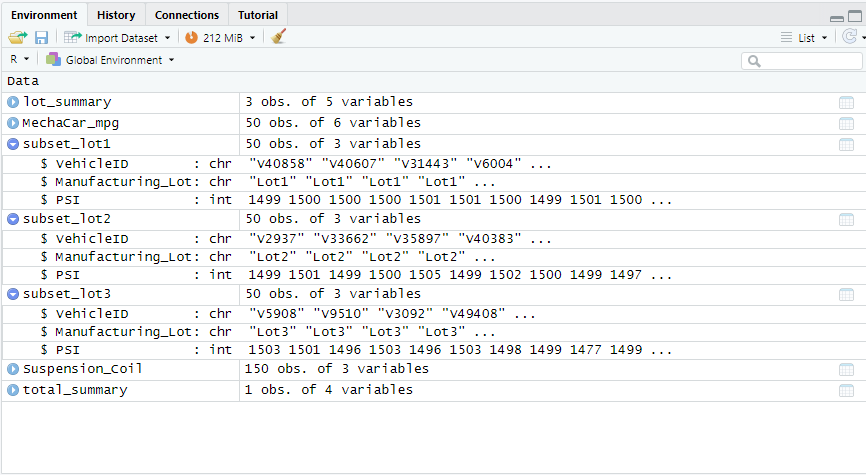 Environment History Connections Tutorial
Import Dataset 212 MiB List
R Global Environment
Data
lot_summary 3 obs. of 5 variables
MechaCar_mpg 50 obs. of 6 variables
subset_lot1 50 obs. of 3 variables
$ VehicleID : chr "V40858" "V40607" "V31443" "V6004" ...
$ Manufacturing_Lot: chr "Lot1" "Lot1" "Lot1" "Lot1" ...
$ PSI : int 1499 1500 1500 1500 1501 1501 1500 1499 1501 1500 ...
subset_lot2 50 obs. of 3 variables
$ VehicleID : chr "V2937" "V33662" "V35897" "V40383" ...
$ Manufacturing_Lot: chr "Lot2" "Lot2" "Lot2" "Lot2" ...
$ PSI : int 1499 1501 1499 1500 1505 1499 1502 1500 1499 1497 ...
subset_lot3 50 obs. of 3 variables
$ VehicleID : chr "V5908" "V9510" "V3092" "V49408" ...
$ Manufacturing_Lot: chr "Lot3" "Lot3" "Lot3" "Lot3" ...
$ PSI : int 1503 1501 1496 1503 1496 1503 1498 1499 1477 1499 ...
Suspension_Coil 150 obs. of 3 variables
total_summary 1 obs. of 4 variables